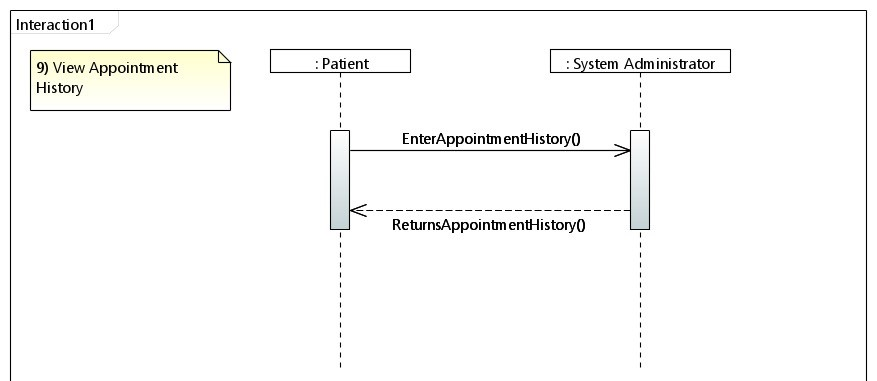 Interaction1
9) View Appointment
History
: Patient
: System Administrator
EnterAppointmentHistory()
ReturnsAppointmentHistory()